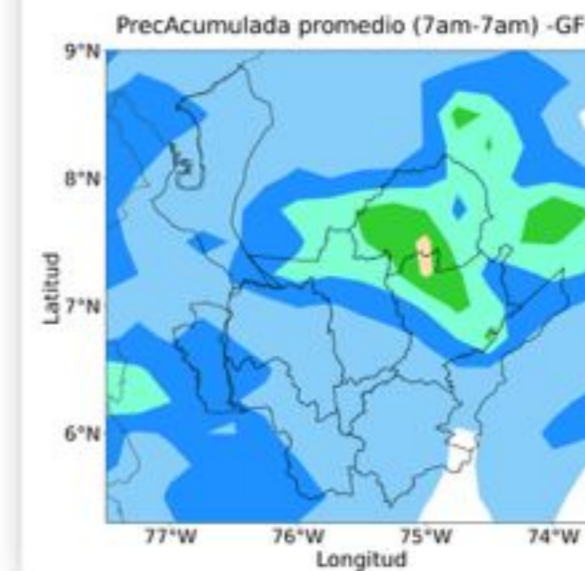 PrecAcumulada promedio (7am-7am) -GF
9°N
8°N
7°N
6°N
Latitud
77°W 76°W 75°W 74°W
Longitud